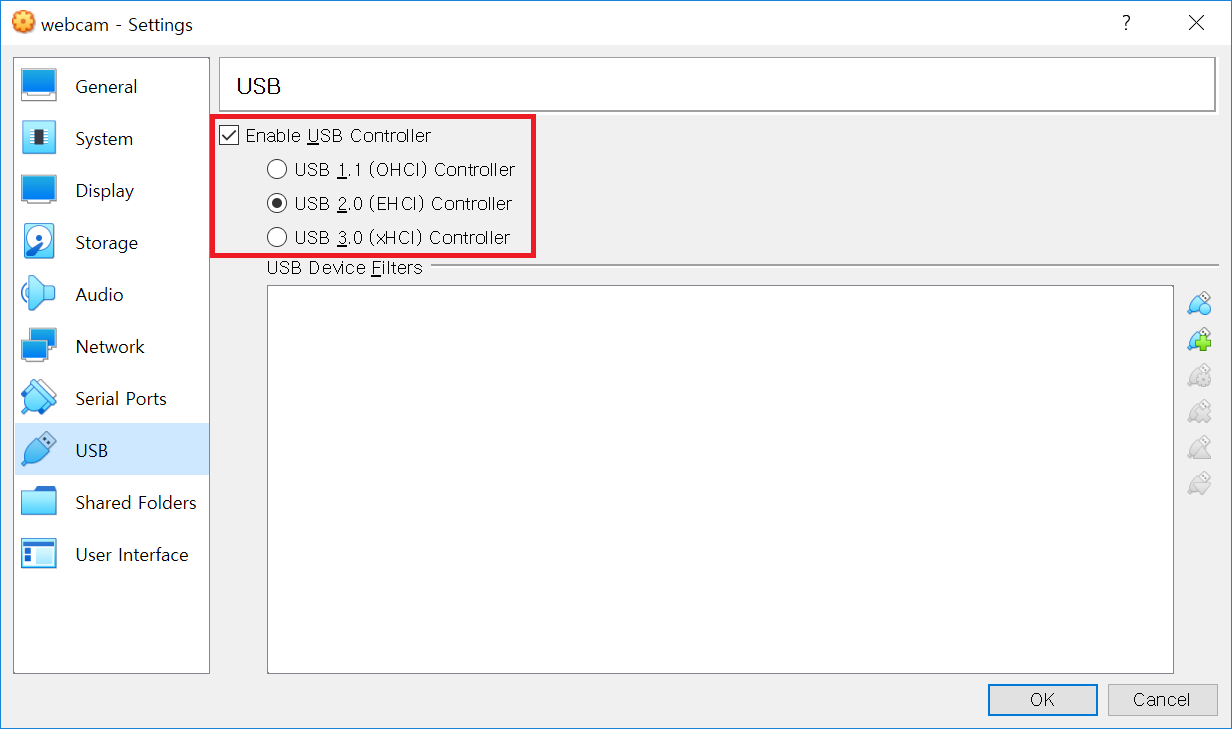 webcam - Settings
?
General
System
Display
Storage
Audio
Network
Serial Ports
USB
Shared Folders
User Interface
USB
Enable USB Controller
USB 1.1 (OHCI) Controller
USB 2.0 (EHCI) Controller
USB 3.0 (xHCI) Controller
USB Device Filters
OK
Cancel